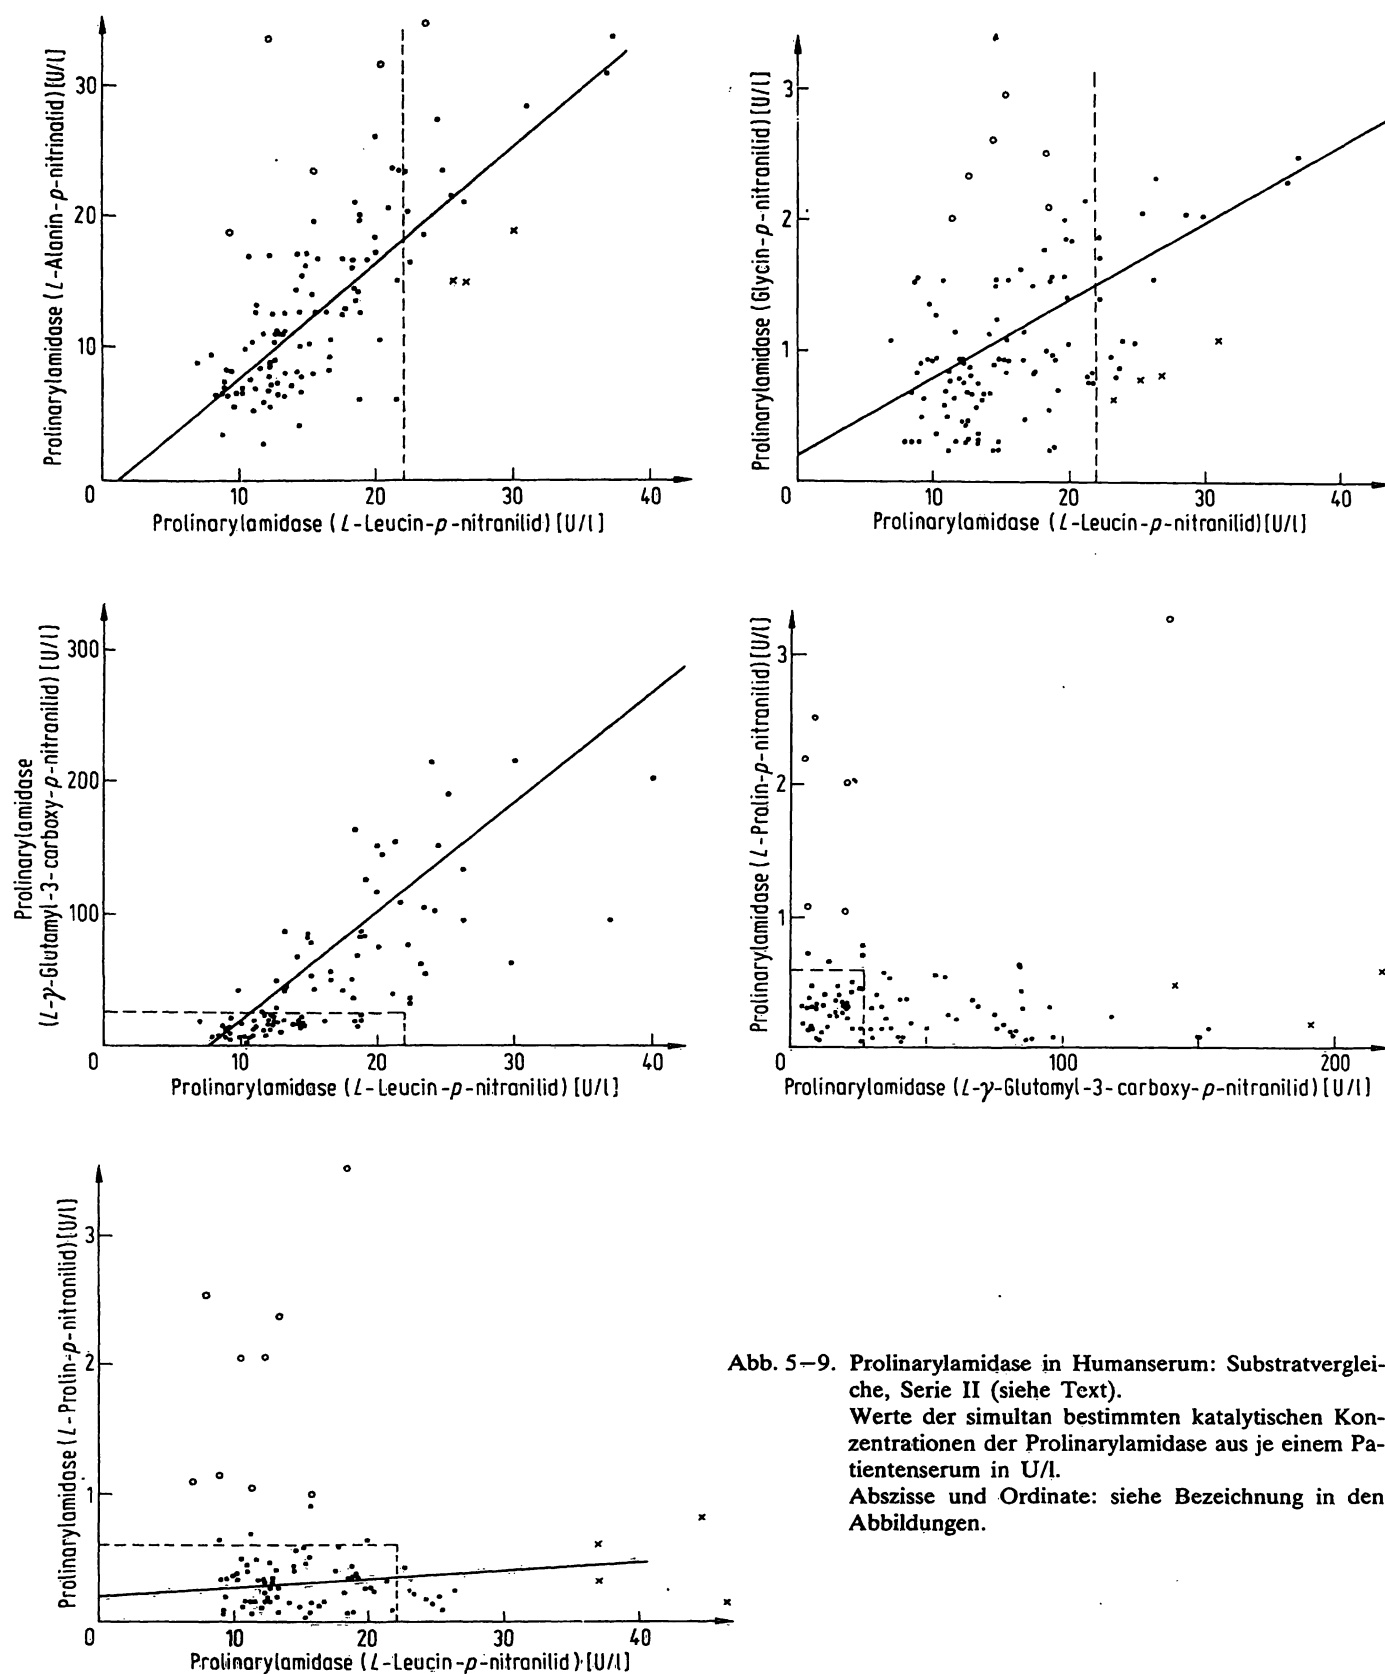 Prolinarylamidase (L-Alanin-p-nitrinalid) [U/l]
30
20
10
0
10
20
30
40
Prolinarylamidase (L-Leucin-p-nitranilid) [U/l]
Prolinarylamidase (Glycin-p-nitranilid) [U/l]
3
2
1
0
10
20
30
40
Prolinarylamidase (L-Leucin-p-nitranilid) [U/l]
Prolinarylamidase
(L-γ-Glutamyl-3-carboxy-p-nitranilid) [U/l]
300
200
100
0
10
20
30
40
Prolinarylamidase (L-Leucin-p-nitranilid) [U/l]
Prolinarylamidase (L-Prolin-p-nitranilid) [U/l]
3
2
1
0
100
200
Prolinarylamidase (L-γ-Glutamyl-3-carboxy-p-nitranilid) [U/l]
Prolinarylamidase (L-Prolin-p-nitranilid) [U/l]
3
2
1
0
10
20
30
40
Prolinarylamidase (L-Leucin-p-nitranilid) [U/l]
Abb. 5–9. Prolinarylamidase in Humanserum: Substratverglei-
che, Serie II (siehe Text).
Werte der simultan bestimmten katalytischen Kon-
zentrationen der Prolinarylamidase aus je einem Pa-
tientenserum in U/l.
Abszisse und Ordinate: siehe Bezeichnung in den
Abbildungen.